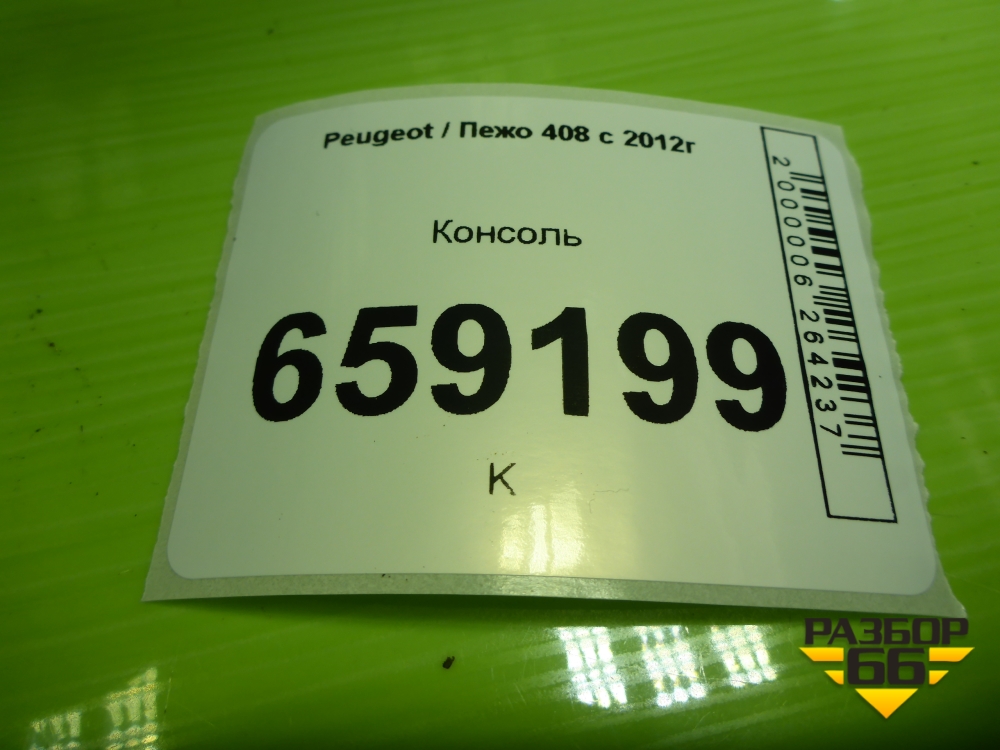 Peugeot / Пежо 408 с 2012г
Консоль
659199
К
2000006264237
РАЗБОР
66